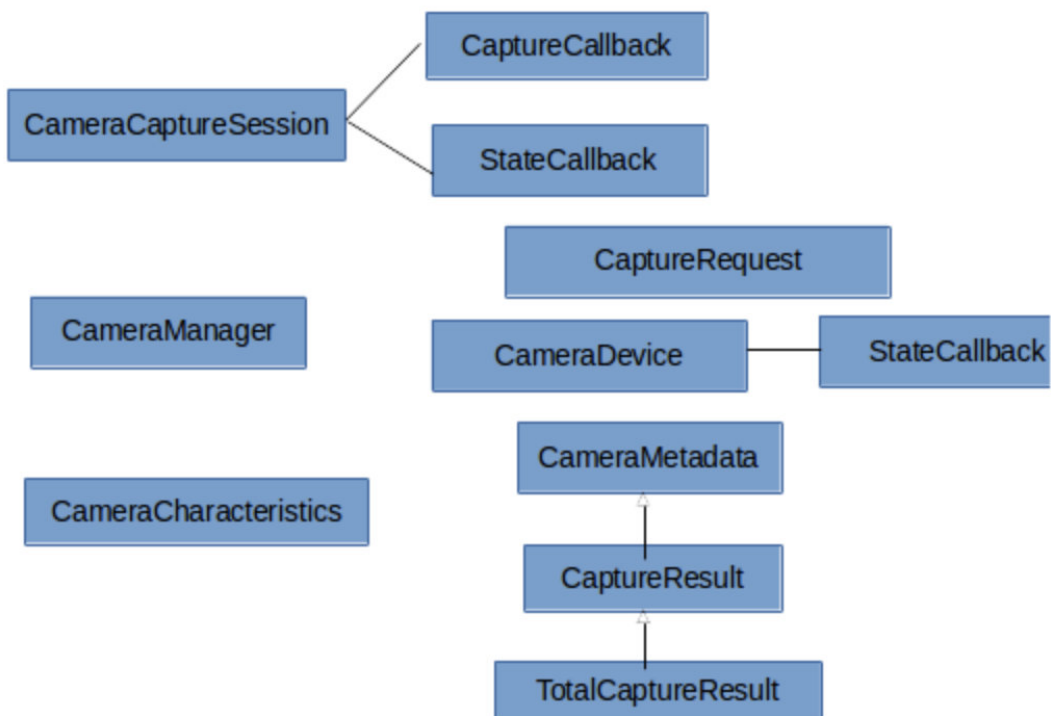 CaptureCallback
CameraCaptureSession
StateCallback
CaptureRequest
CameraManager
CameraDevice
StateCallback
CameraMetadata
CameraCharacteristics
CaptureResult
TotalCaptureResult